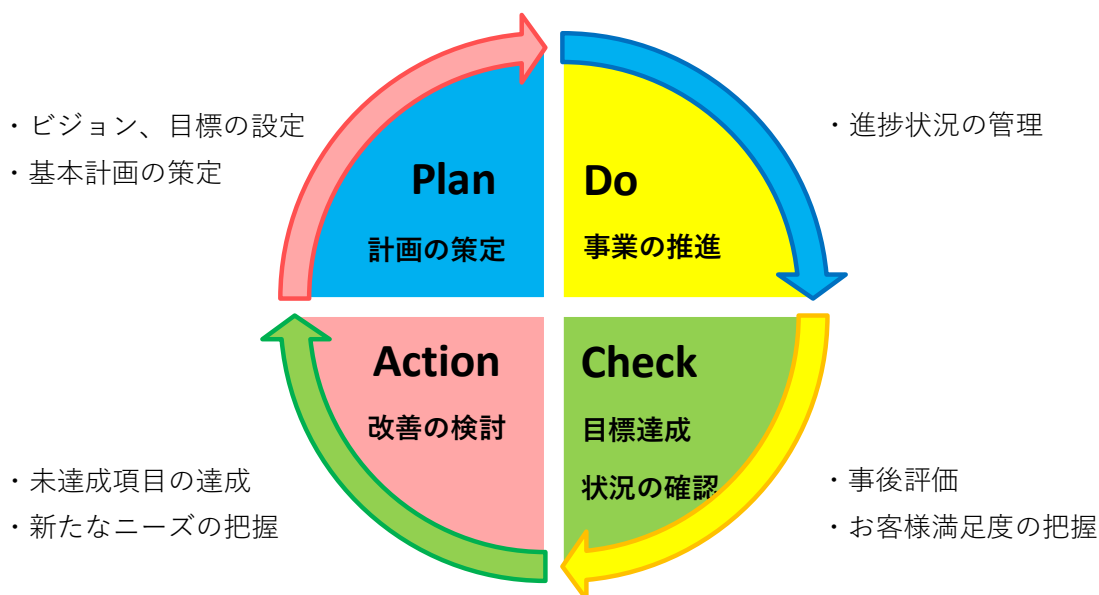 ・ビジョン、目標の設定
・基本計画の策定
Plan
計画の策定
Do
事業の推進
・進捗状況の管理
Action
改善の検討
Check
目標達成
状況の確認
・未達成項目の達成
・新たなニーズの把握
・事後評価
・お客様満足度の把握